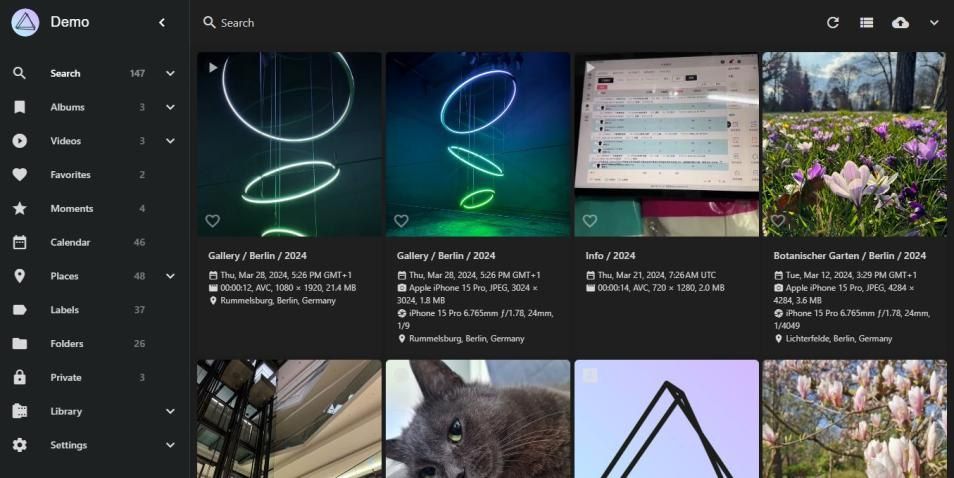 Demo
Search
Search 147
Albums 3
Videos 3
Favorites 2
Moments 4
Calendar 46
Places 48
Labels 37
Folders 26
Private 3
Library
Settings
Gallery / Berlin / 2024
Thu, Mar 28, 2024, 5:26 PM GMT+1
00:00:12, AVC, 1080 × 1920, 21.4 MB
Rummelsburg, Berlin, Germany
Gallery / Berlin / 2024
Thu, Mar 28, 2024, 5:26 PM GMT+1
Apple iPhone 15 Pro, JPEG, 3024 ×
3024, 1.8 MB
iPhone 15 Pro 6.765mm ƒ/1.78, 24mm,
1/9
Rummelsburg, Berlin, Germany
Info / 2024
Thu, Mar 21, 2024, 7:26 AM UTC
00:00:14, AVC, 720 × 1280, 2.0 MB
Botanischer Garten / Berlin / 2024
Tue, Mar 12, 2024, 3:29 PM GMT+1
Apple iPhone 15 Pro, JPEG, 4284 ×
4284, 3.6 MB
iPhone 15 Pro 6.765mm ƒ/1.78, 24mm,
1/4049
Lichterfelde, Berlin, Germany